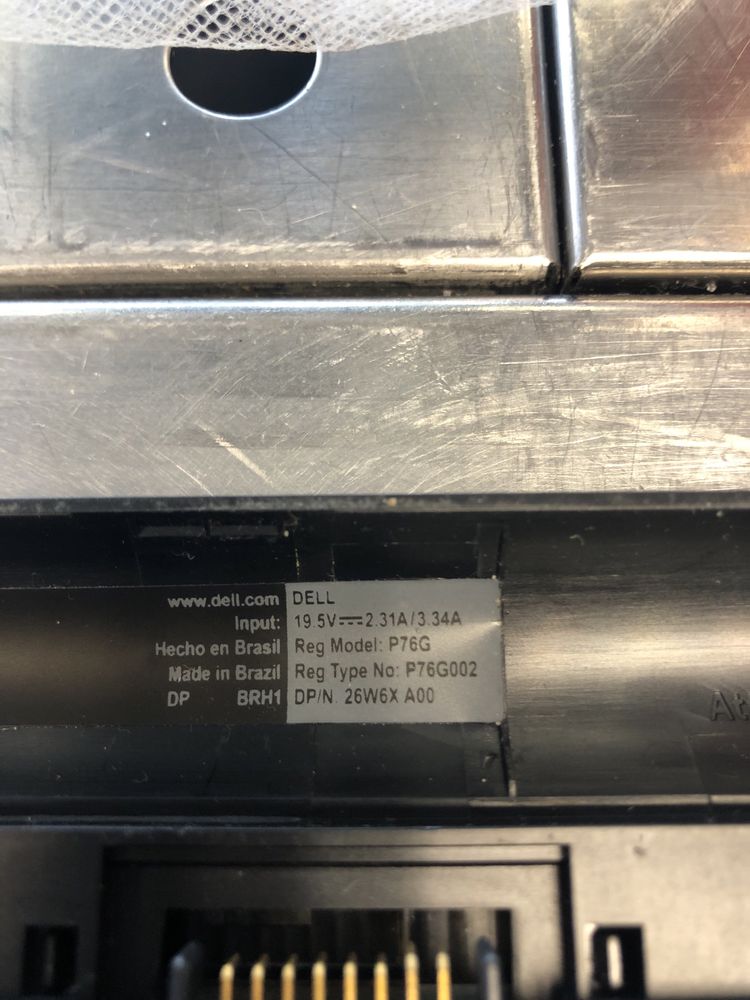 www.dell.com DELL
Input: 19.5V⎓2.31A/3.34A
Hecho en Brasil Reg Model: P76G
Made in Brazil Reg Type No: P76G002
DP BRH1 DP/N. 26W6X A00